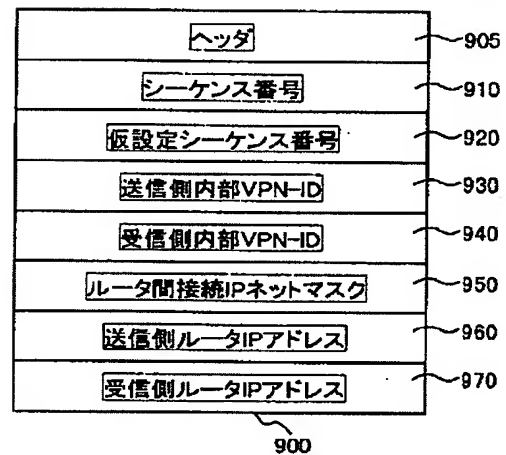 ヘッダ 905
シーケンス番号 910
仮設定シーケンス番号 920
送信側内部VPN-ID 930
受信側内部VPN-ID 940
ルータ間接続IPネットマスク 950
送信側ルータIPアドレス 960
受信側ルータIPアドレス 970
900